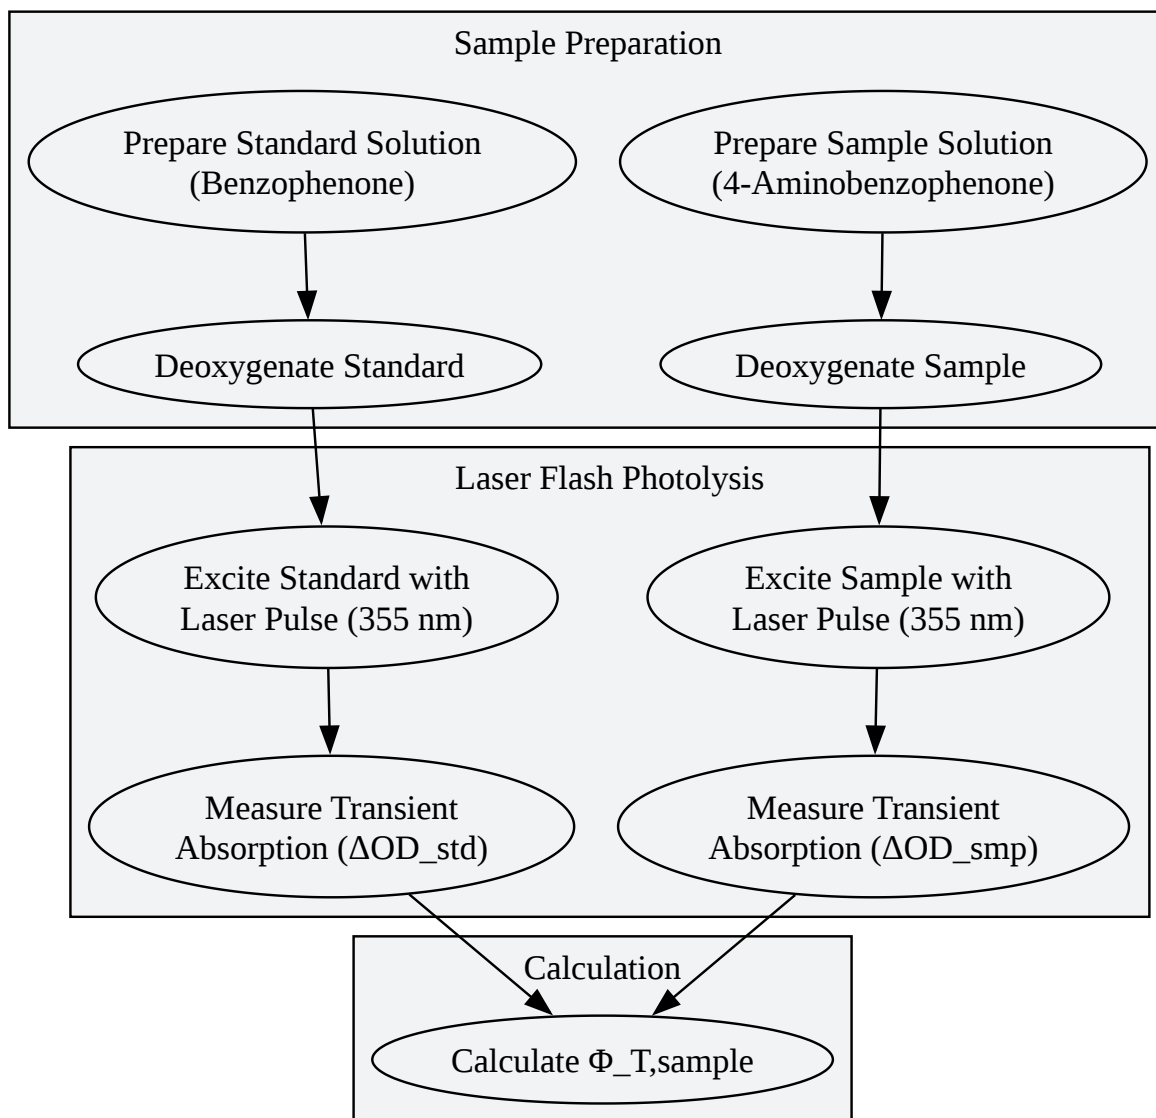 Sample Preparation
Prepare Standard Solution
(Benzophenone)
Prepare Sample Solution
(4-Aminobenzophenone)
Deoxygenate Standard
Deoxygenate Sample
Laser Flash Photolysis
Excite Standard with
Laser Pulse (355 nm)
Excite Sample with
Laser Pulse (355 nm)
Measure Transient
Absorption (ΔOD_std)
Measure Transient
Absorption (ΔOD_smp)
Calculation
Calculate Φ_T,sample